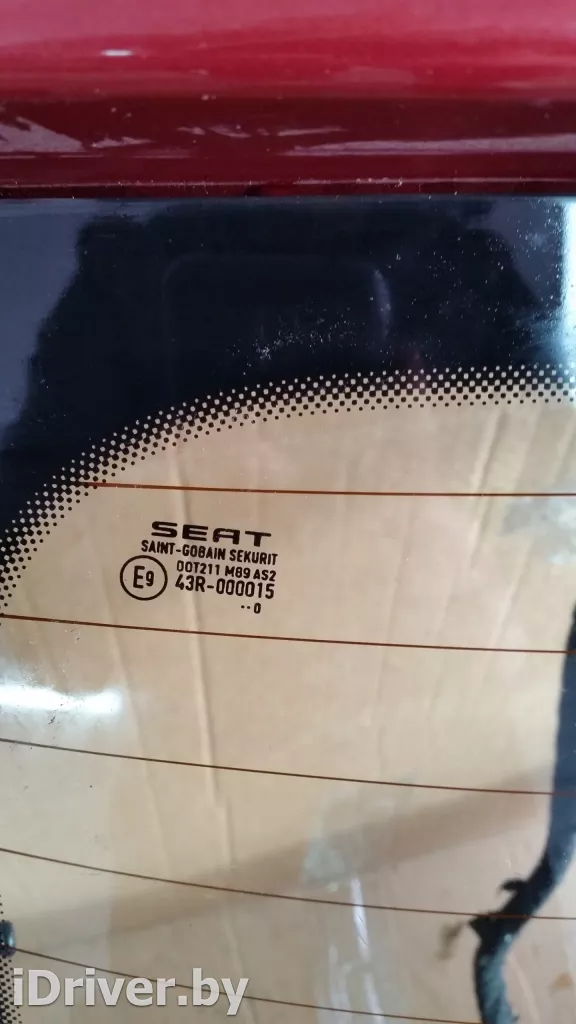 SEAT
SAINT-GOBAIN SEKURIT
DOT211 M89 AS2
E9 43R-000015
··0
iDriver.by